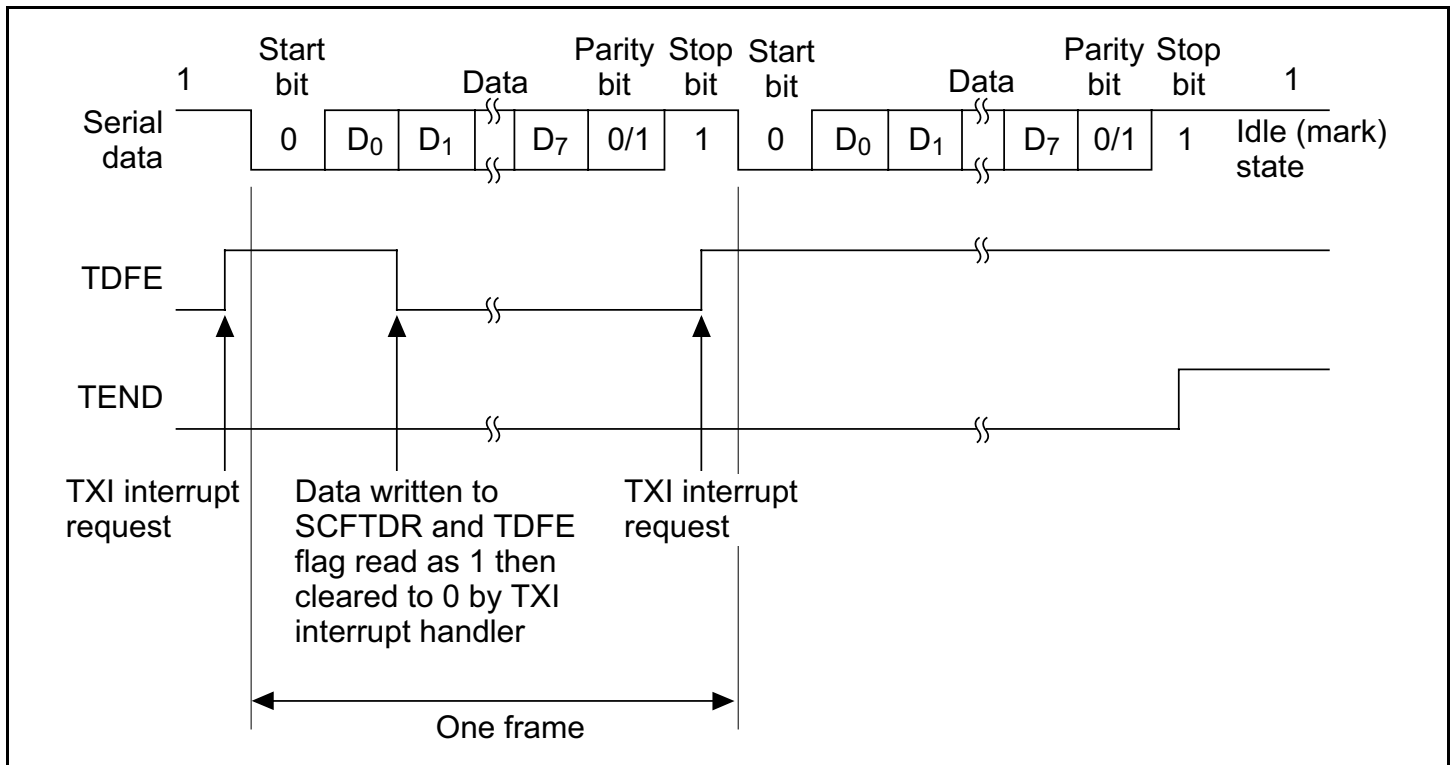 Start Parity Stop Start Parity Stop
1 bit Data bit bit bit Data bit bit 1
Serial
data
0 D₀ D₁ D₇ 0/1 1 0 D₀ D₁ D₇ 0/1 1
Idle (mark)
state
TDFE
TEND
TXI interrupt
request
Data written to
SCFTDR and TDFE
flag read as 1 then
cleared to 0 by TXI
interrupt handler
TXI interrupt
request
One frame